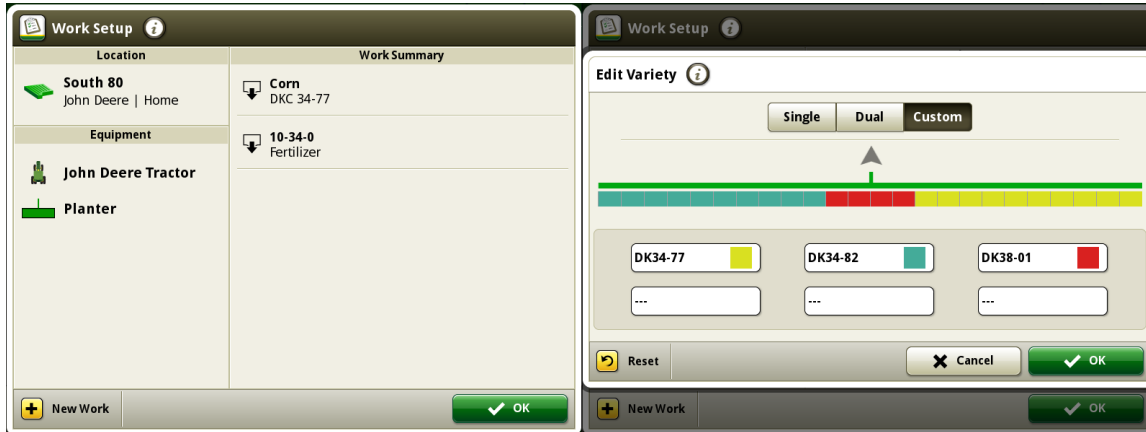 Work Setup i
Location
Work Summary
South 80
John Deere | Home
Corn
DKC 34-77
Equipment
10-34-0
Fertilizer
John Deere Tractor
Planter
New Work
OK
Work Setup i
Edit Variety i
Single Dual Custom
DK34-77 DK34-82 DK38-01
--- --- ---
Reset Cancel OK
New Work OK